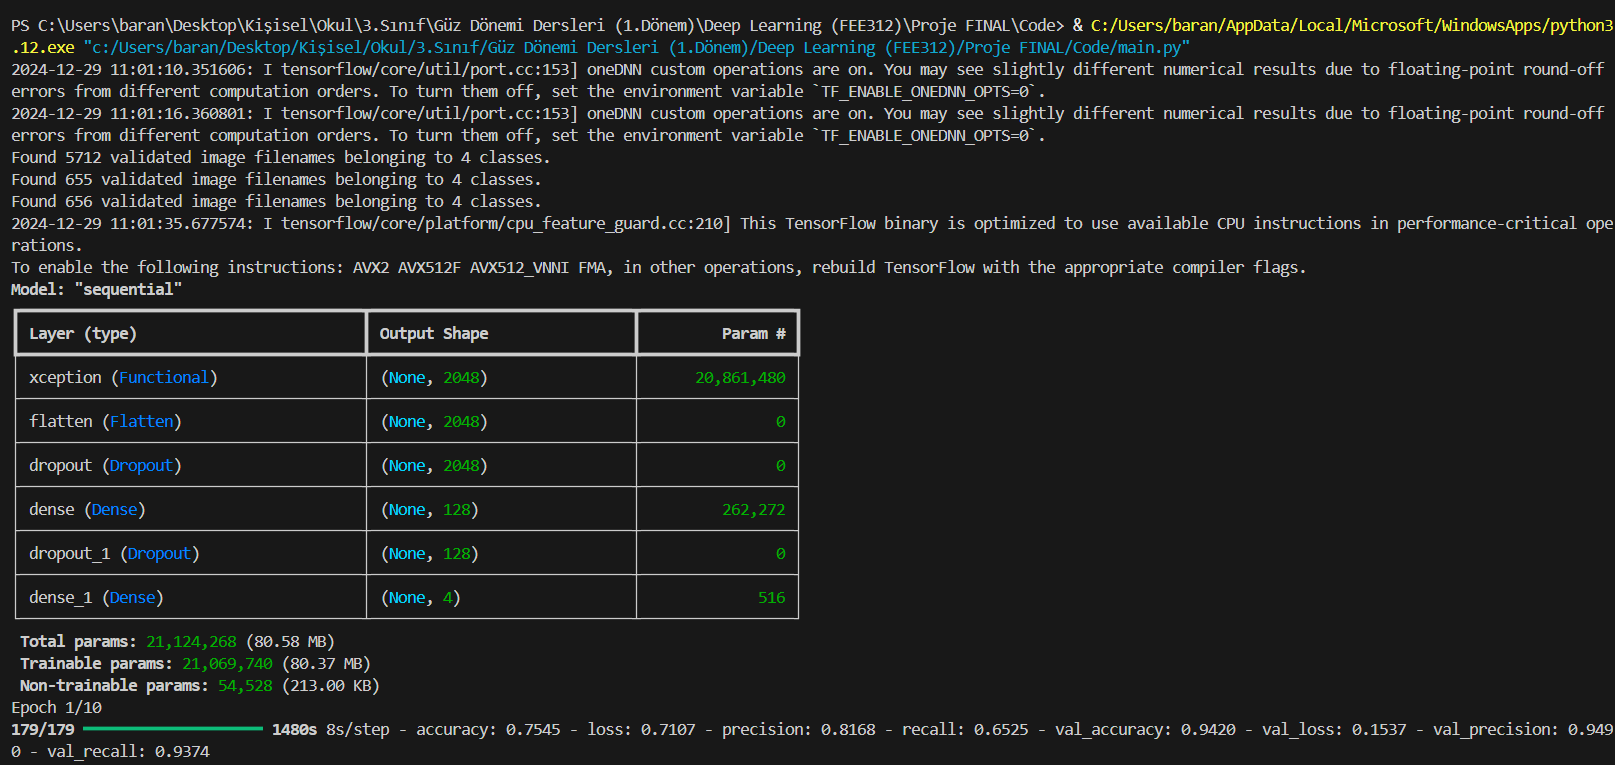 PS C:\Users\baran\Desktop\Kişisel\Okul\3.Sınıf\Güz Dönemi Dersleri (1.Dönem)\Deep Learning (FEE312)\Proje FINAL\Code> & C:/Users/baran/AppData/Local/Microsoft/WindowsApps/python3
.12.exe "c:/Users/baran/Desktop/Kişisel/Okul/3.Sınıf/Güz Dönemi Dersleri (1.Dönem)/Deep Learning (FEE312)/Proje FINAL/Code/main.py"
2024-12-29 11:01:10.351606: I tensorflow/core/util/port.cc:153] oneDNN custom operations are on. You may see slightly different numerical results due to floating-point round-off
errors from different computation orders. To turn them off, set the environment variable `TF_ENABLE_ONEDNN_OPTS=0`.
2024-12-29 11:01:16.360801: I tensorflow/core/util/port.cc:153] oneDNN custom operations are on. You may see slightly different numerical results due to floating-point round-off
errors from different computation orders. To turn them off, set the environment variable `TF_ENABLE_ONEDNN_OPTS=0`.
Found 5712 validated image filenames belonging to 4 classes.
Found 655 validated image filenames belonging to 4 classes.
Found 656 validated image filenames belonging to 4 classes.
2024-12-29 11:01:35.677574: I tensorflow/core/platform/cpu_feature_guard.cc:210] This TensorFlow binary is optimized to use available CPU instructions in performance-critical ope
rations.
To enable the following instructions: AVX2 AVX512F AVX512_VNNI FMA, in other operations, rebuild TensorFlow with the appropriate compiler flags.
Model: "sequential"
Layer (type) Output Shape Param #
xception (Functional) (None, 2048) 20,861,480
flatten (Flatten) (None, 2048) 0
dropout (Dropout) (None, 2048) 0
dense (Dense) (None, 128) 262,272
dropout_1 (Dropout) (None, 128) 0
dense_1 (Dense) (None, 4) 516
Total params: 21,124,268 (80.58 MB)
Trainable params: 21,069,740 (80.37 MB)
Non-trainable params: 54,528 (213.00 KB)
Epoch 1/10
179/179 1480s 8s/step - accuracy: 0.7545 - loss: 0.7107 - precision: 0.8168 - recall: 0.6525 - val_accuracy: 0.9420 - val_loss: 0.1537 - val_precision: 0.949
0 - val_recall: 0.9374